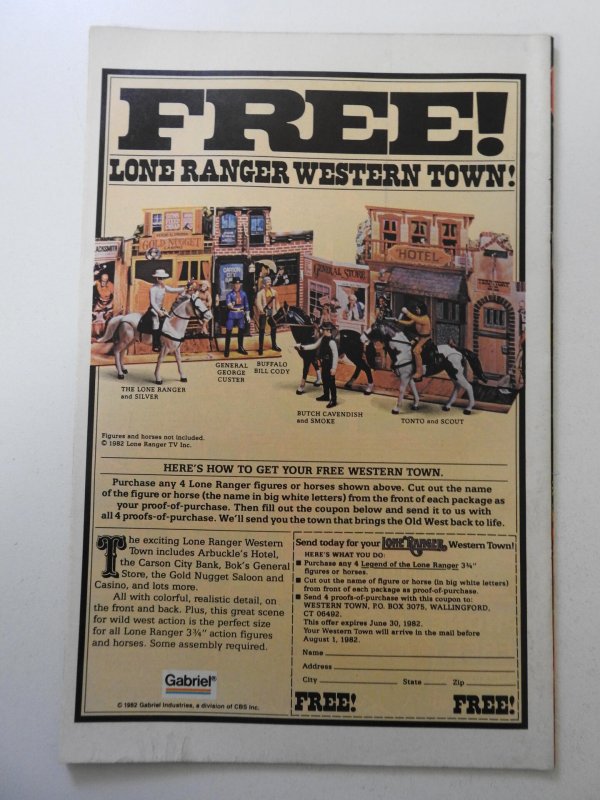 FREE!
LONE RANGER WESTERN TOWN!
GOLD NUGGET
CARSON CITY
GENERAL STORE
HOTEL
THE LONE RANGER
and SILVER
GENERAL
GEORGE
CUSTER
BUFFALO
BILL CODY
BUTCH CAVENDISH
and SMOKE
TONTO and SCOUT
Figures and horses not included.
© 1982 Lone Ranger TV Inc.
HERE'S HOW TO GET YOUR FREE WESTERN TOWN.
Purchase any 4 Lone Ranger figures or horses shown above. Cut out the name
of the figure or horse (the name in big white letters) from the front of each package as
your proof-of-purchase. Then fill out the coupon below and send it to us with
all 4 proofs-of-purchase. We'll send you the town that brings the Old West back to life.
The exciting Lone Ranger Western
Town includes Arbuckle's Hotel,
the Carson City Bank, Bok's General
Store, the Gold Nugget Saloon and
Casino, and lots more.
All with colorful, realistic detail, on
the front and back. Plus, this great scene
for wild west action is the perfect size
for all Lone Ranger 3¾" action figures
and horses. Some assembly required.
Gabriel®
© 1982 Gabriel Industries, a division of CBS Inc.
Send today for your LONE RANGER Western Town!
HERE'S WHAT YOU DO:
■ Purchase any 4 Legend of the Lone Ranger 3¾"
figures or horses.
■ Cut out name of figure or horse (in big white letters)
from front of each package as proof-of-purchase.
■ Send 4 proofs-of-purchase with this coupon to:
WESTERN TOWN, P.O. BOX 3075, WALLINGFORD,
CT 06492.
This offer expires June 30, 1982.
Your Western Town will arrive in the mail before
August 1, 1982.
Name
Address
City State Zip
FREE! FREE!